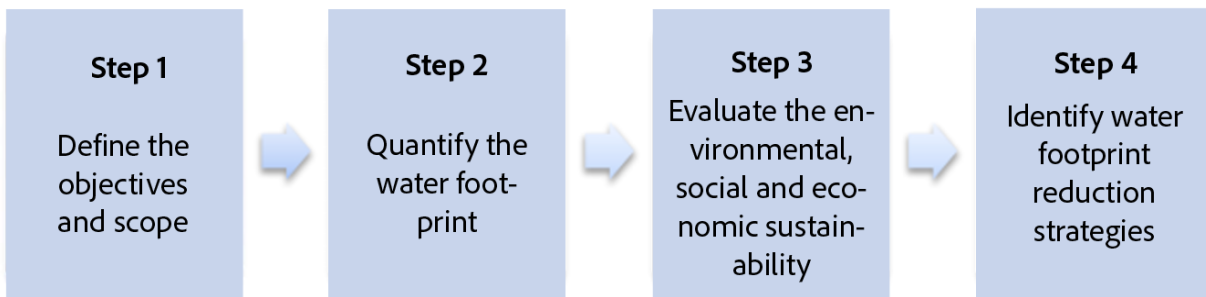 Step 1
Define the
objectives
and scope
Step 2
Quantify the
water foot-
print
Step 3
Evaluate the en-
vironmental,
social and eco-
nomic sustain-
ability
Step 4
Identify water
footprint
reduction
strategies